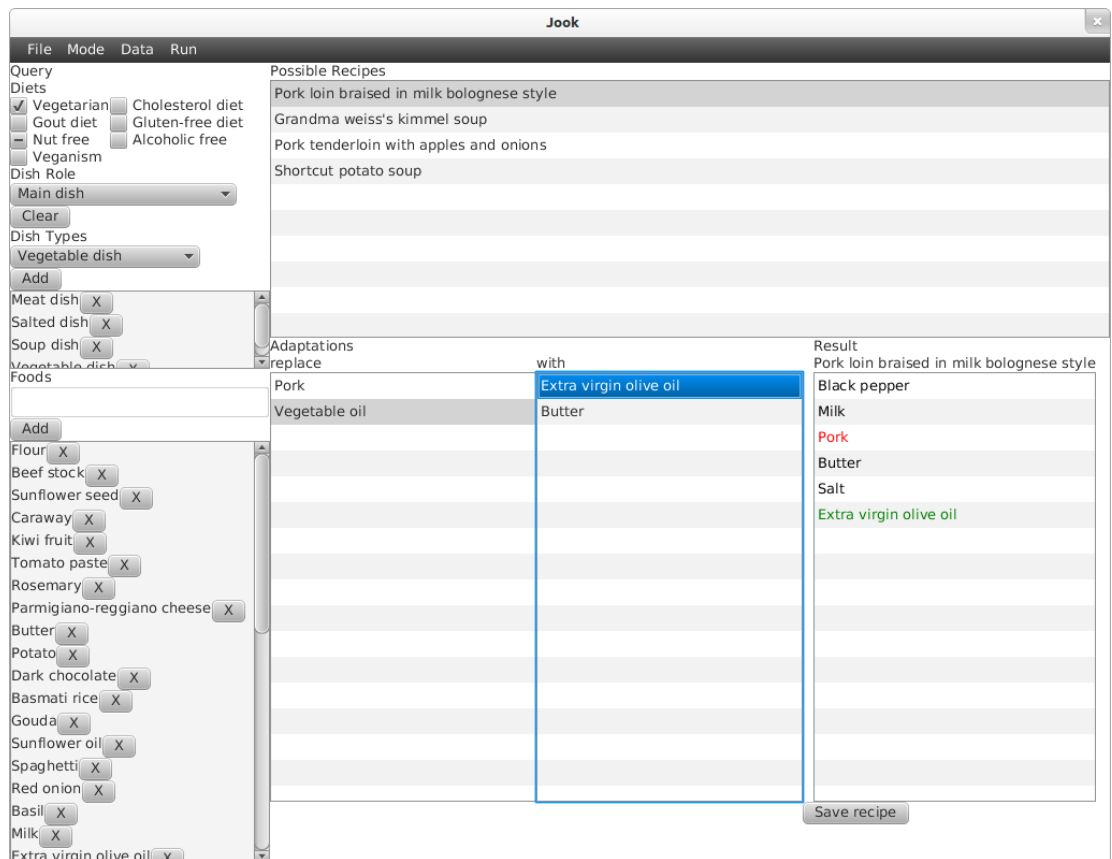 Jook
File Mode Data Run
Query
Diets
Vegetarian Cholesterol diet
Gout diet Gluten-free diet
Nut free Alcoholic free
Veganism
Dish Role
Main dish
Clear
Dish Types
Vegetable dish
Add
Meat dish X
Salted dish X
Soup dish X
Vegetable dish X
Foods
Add
Flour X
Beef stock X
Sunflower seed X
Caraway X
Kiwi fruit X
Tomato paste X
Rosemary X
Parmigiano-reggiano cheese X
Butter X
Potato X
Dark chocolate X
Basmati rice X
Gouda X
Sunflower oil X
Spaghetti X
Red onion X
Basil X
Milk X
Extra virgin olive oil X
Possible Recipes
Pork loin braised in milk bolognese style
Grandma weiss's kimmel soup
Pork tenderloin with apples and onions
Shortcut potato soup
Adaptations
replace
Pork
Vegetable oil
with
Extra virgin olive oil
Butter
Result
Pork loin braised in milk bolognese style
Black pepper
Milk
Pork
Butter
Salt
Extra virgin olive oil
Save recipe